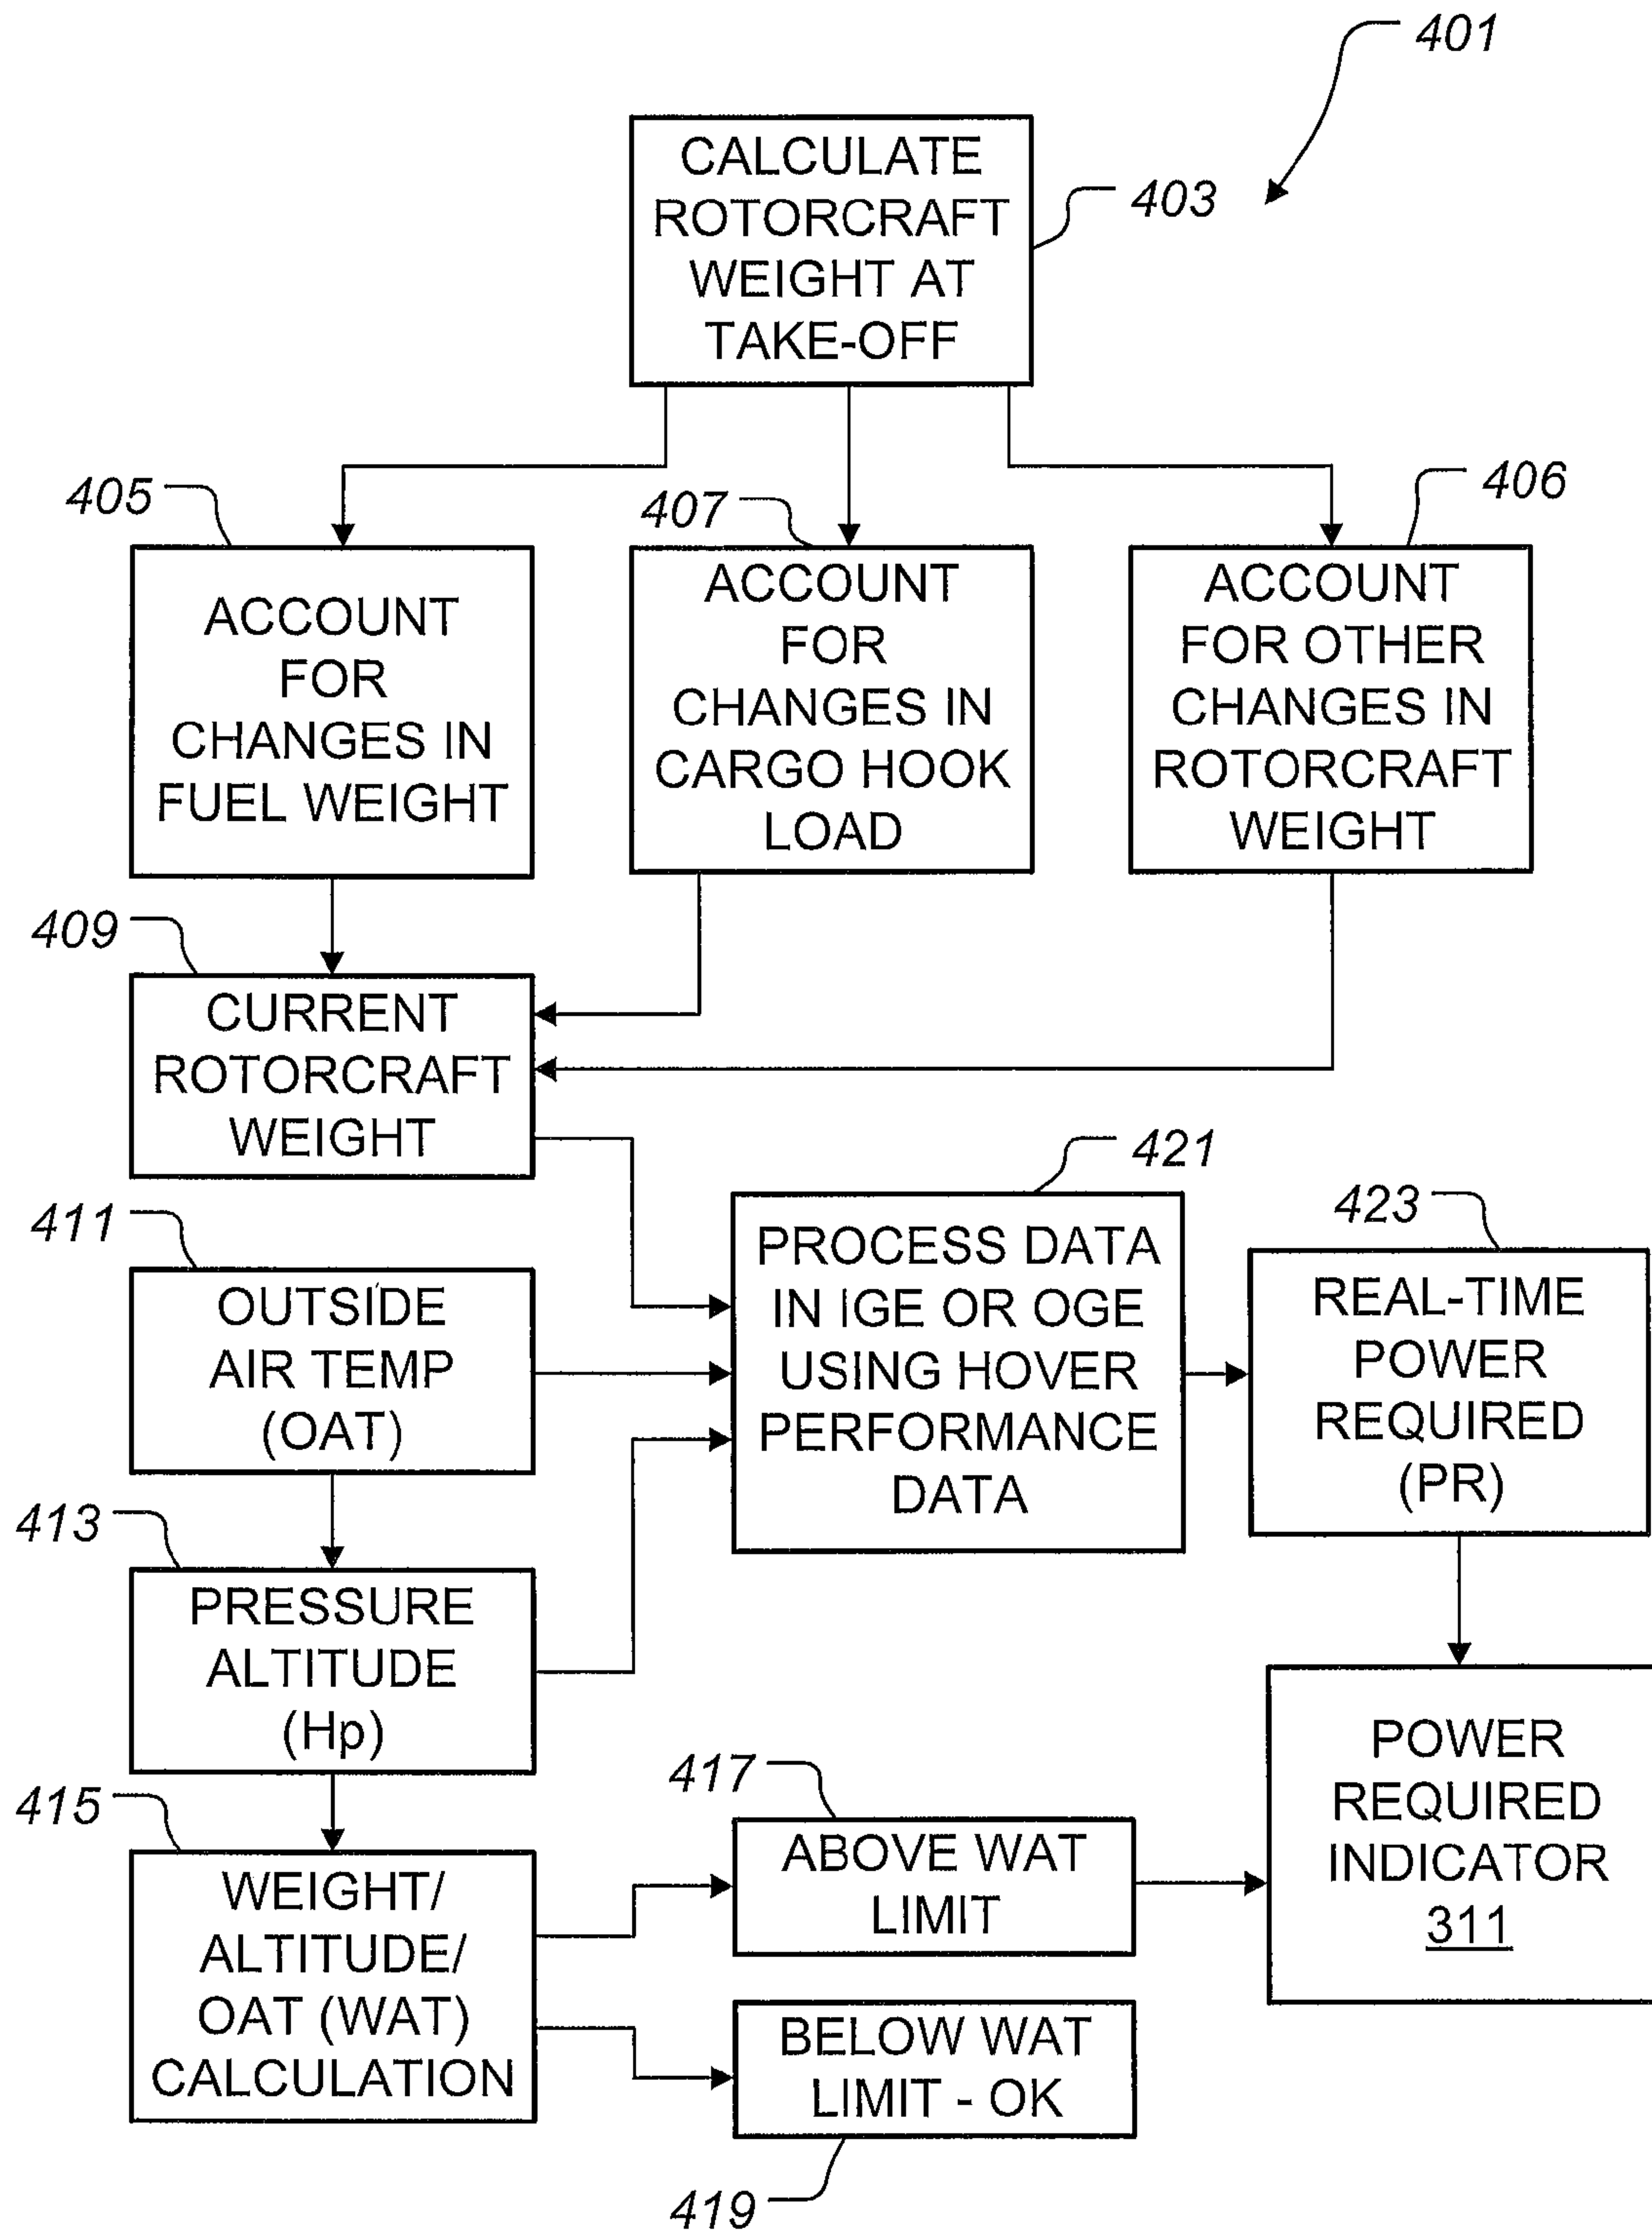 401
CALCULATE
ROTORCRAFT
WEIGHT AT
TAKE-OFF
403
405
ACCOUNT
FOR
CHANGES IN
FUEL WEIGHT
407
ACCOUNT
FOR
CHANGES IN
CARGO HOOK
LOAD
406
ACCOUNT
FOR OTHER
CHANGES IN
ROTORCRAFT
WEIGHT
409
CURRENT
ROTORCRAFT
WEIGHT
411
OUTSIDE
AIR TEMP
(OAT)
421
PROCESS DATA
IN IGE OR OGE
USING HOVER
PERFORMANCE
DATA
423
REAL-TIME
POWER
REQUIRED
(PR)
413
PRESSURE
ALTITUDE
(Hp)
415
WEIGHT/
ALTITUDE/
OAT (WAT)
CALCULATION
417
ABOVE WAT
LIMIT
POWER
REQUIRED
INDICATOR
311
BELOW WAT
LIMIT - OK
419